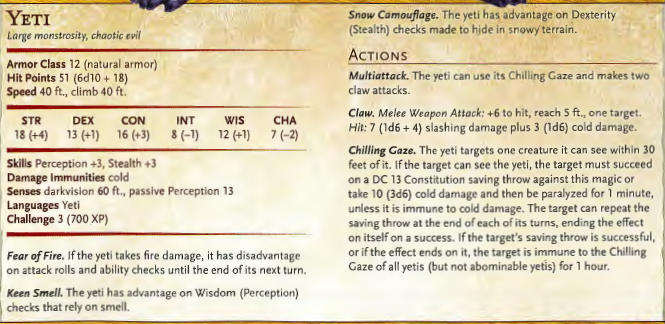 YETI
Large monstrosity, chaotic evil
Armor Class 12 (natural armor)
Hit Points 51 (6d10 + 18)
Speed 40 ft., climb 40 ft.
STR DEX CON INT WIS CHA
18 (+4) 13 (+1) 16 (+3) 8 (−1) 12 (+1) 7 (−2)
Skills Perception +3, Stealth +3
Damage Immunities cold
Senses darkvision 60 ft., passive Perception 13
Languages Yeti
Challenge 3 (700 XP)
Fear of Fire. If the yeti takes fire damage, it has disadvantage
on attack rolls and ability checks until the end of its next turn.
Keen Smell. The yeti has advantage on Wisdom (Perception)
checks that rely on smell.
Snow Camouflage. The yeti has advantage on Dexterity
(Stealth) checks made to hide in snowy terrain.
ACTIONS
Multiattack. The yeti can use its Chilling Gaze and makes two
claw attacks.
Claw. Melee Weapon Attack: +6 to hit, reach 5 ft., one target.
Hit: 7 (1d6 + 4) slashing damage plus 3 (1d6) cold damage.
Chilling Gaze. The yeti targets one creature it can see within 30
feet of it. If the target can see the yeti, the target must succeed
on a DC 13 Constitution saving throw against this magic or
take 10 (3d6) cold damage and then be paralyzed for 1 minute,
unless it is immune to cold damage. The target can repeat the
saving throw at the end of each of its turns, ending the effect
on itself on a success. If the target's saving throw is successful,
or if the effect ends on it, the target is immune to the Chilling
Gaze of all yetis (but not abominable yetis) for 1 hour.